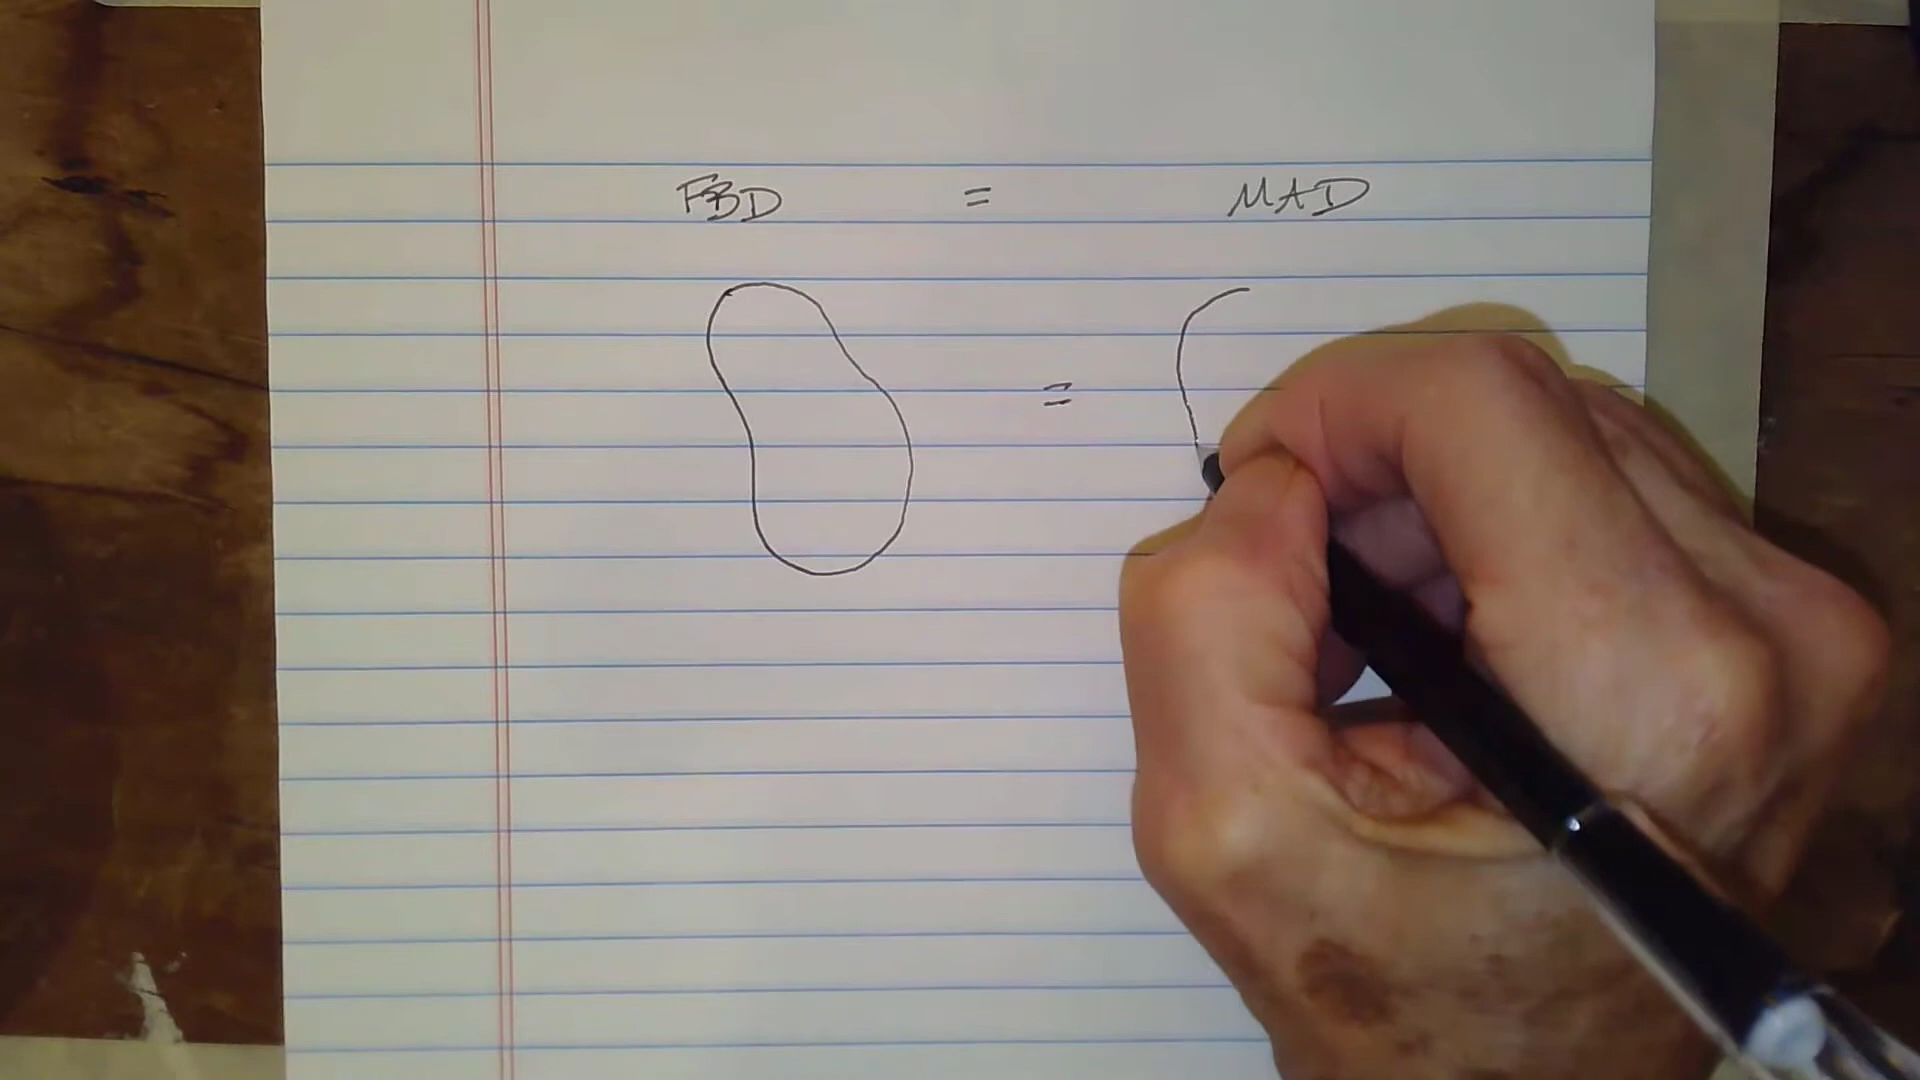 FBD = MAD
=